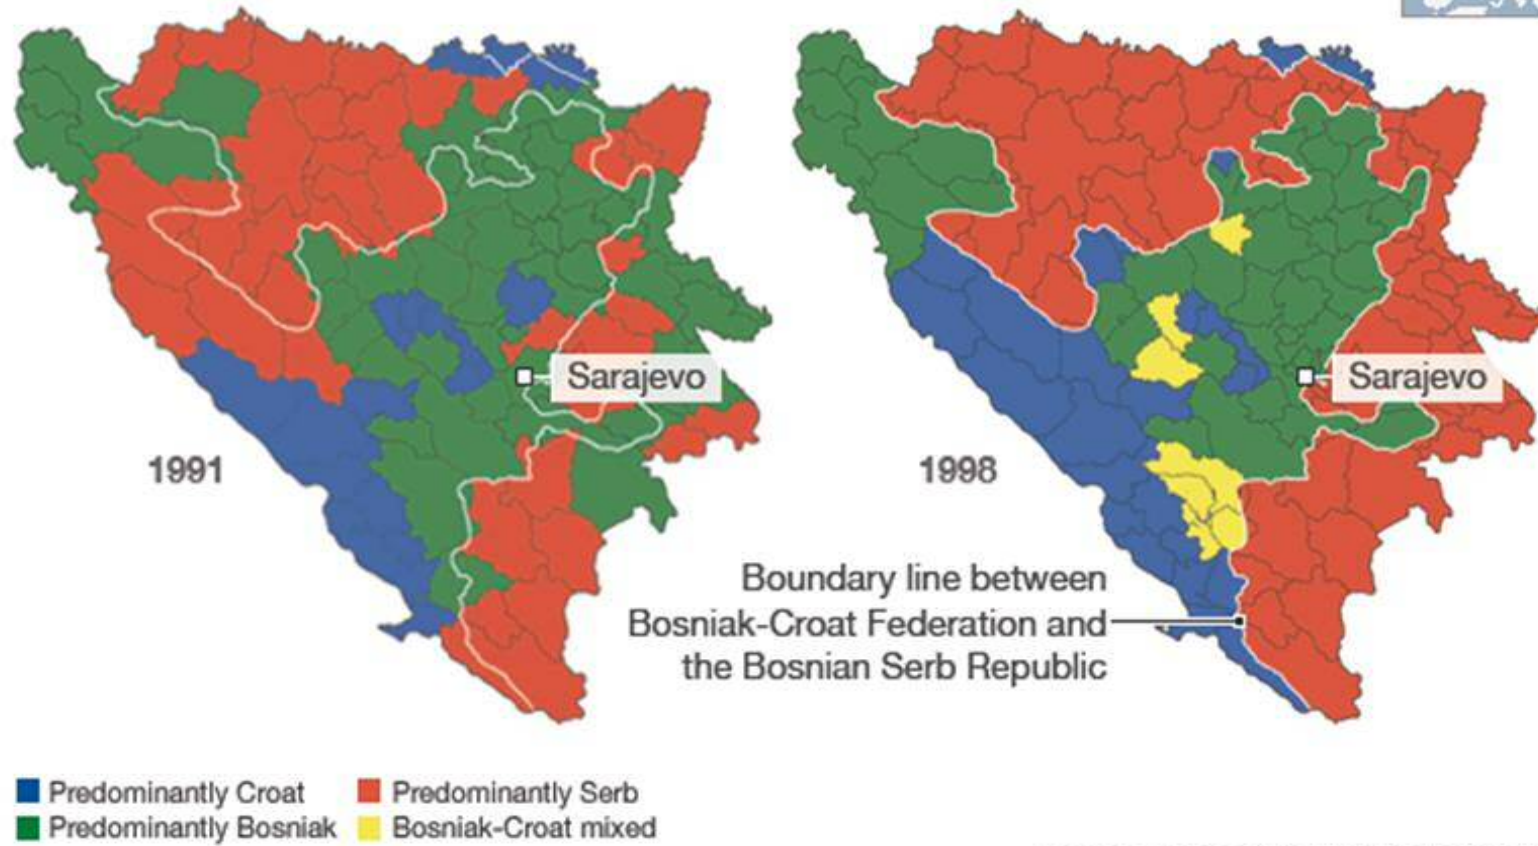 Sarajevo
Sarajevo
1991
1998
Boundary line between
Bosniak-Croat Federation and
the Bosnian Serb Republic
Predominantly Croat
Predominantly Serb
Predominantly Bosniak
Bosniak-Croat mixed